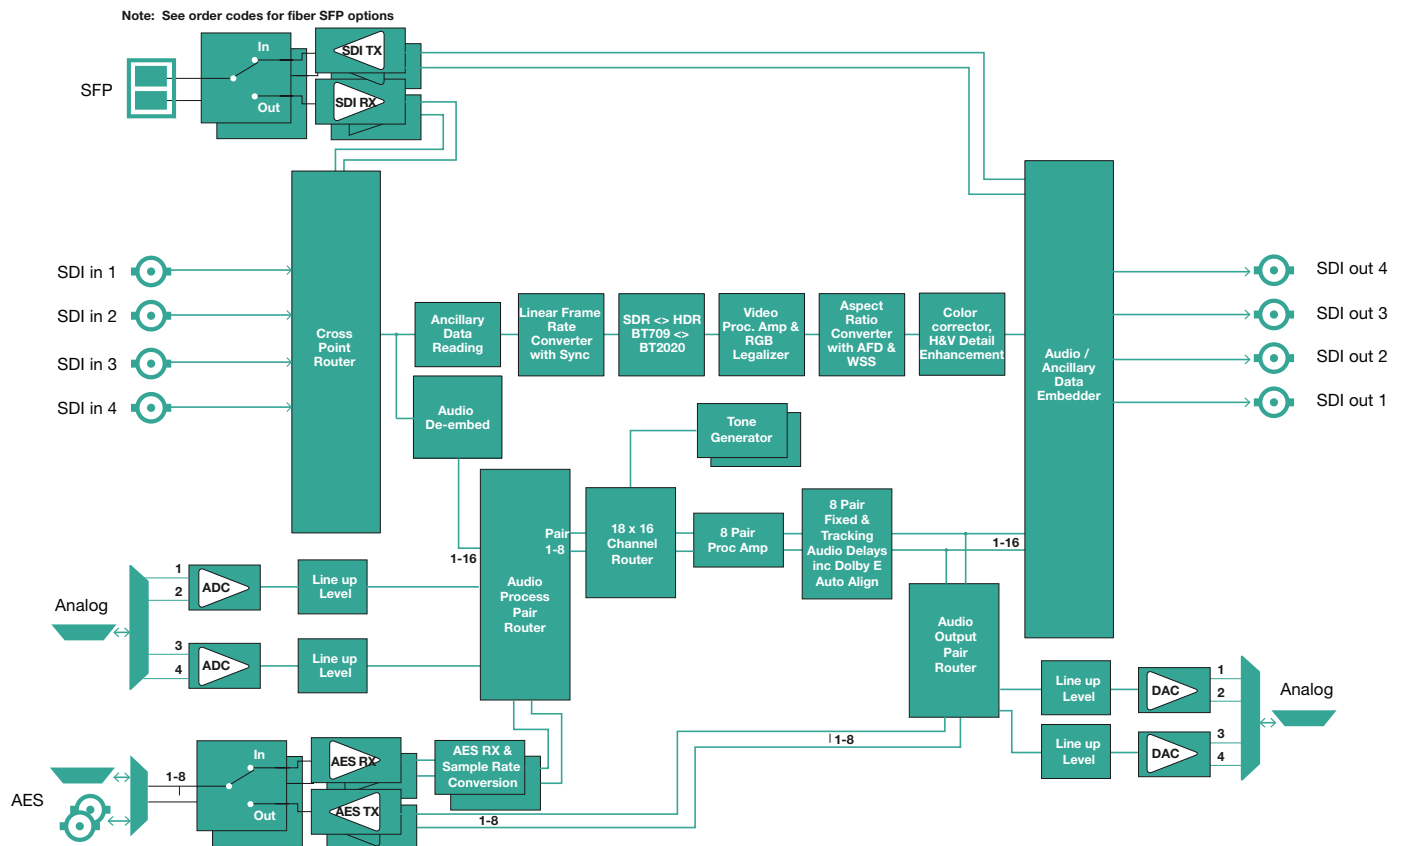 Note: See order codes for fiber SFP options
In
SDI TX
SFP
SDI RX
Out
SDI in 1
SDI in 2
SDI in 3
SDI in 4
Cross
Point
Router
Ancillary
Data
Reading
Linear Frame
Rate
Converter
with Sync
SDR <> HDR
BT709 <>
BT2020
Video
Proc. Amp &
RGB
Legalizer
Aspect
Ratio
Converter
with AFD &
WSS
Color
corrector,
H&V Detail
Enhancement
Audio /
Ancillary
Data
Embedder
SDI out 4
SDI out 3
SDI out 2
SDI out 1
Audio
De-embed
Tone
Generator
1-16
Pair
1-8
Audio
Process
Pair
Router
18 x 16
Channel
Router
8 Pair
Proc Amp
8 Pair
Fixed &
Tracking
Audio Delays
inc Dolby E
Auto Align
1-16
Analog
1
2
ADC
Line up
Level
3
4
ADC
Line up
Level
Audio
Output
Pair
Router
Line up
Level
DAC
1
2
Analog
Line up
Level
DAC
3
4
AES
1-8
In
Out
AES RX
AES TX
AES RX &
Sample Rate
Conversion
1-8
1-8